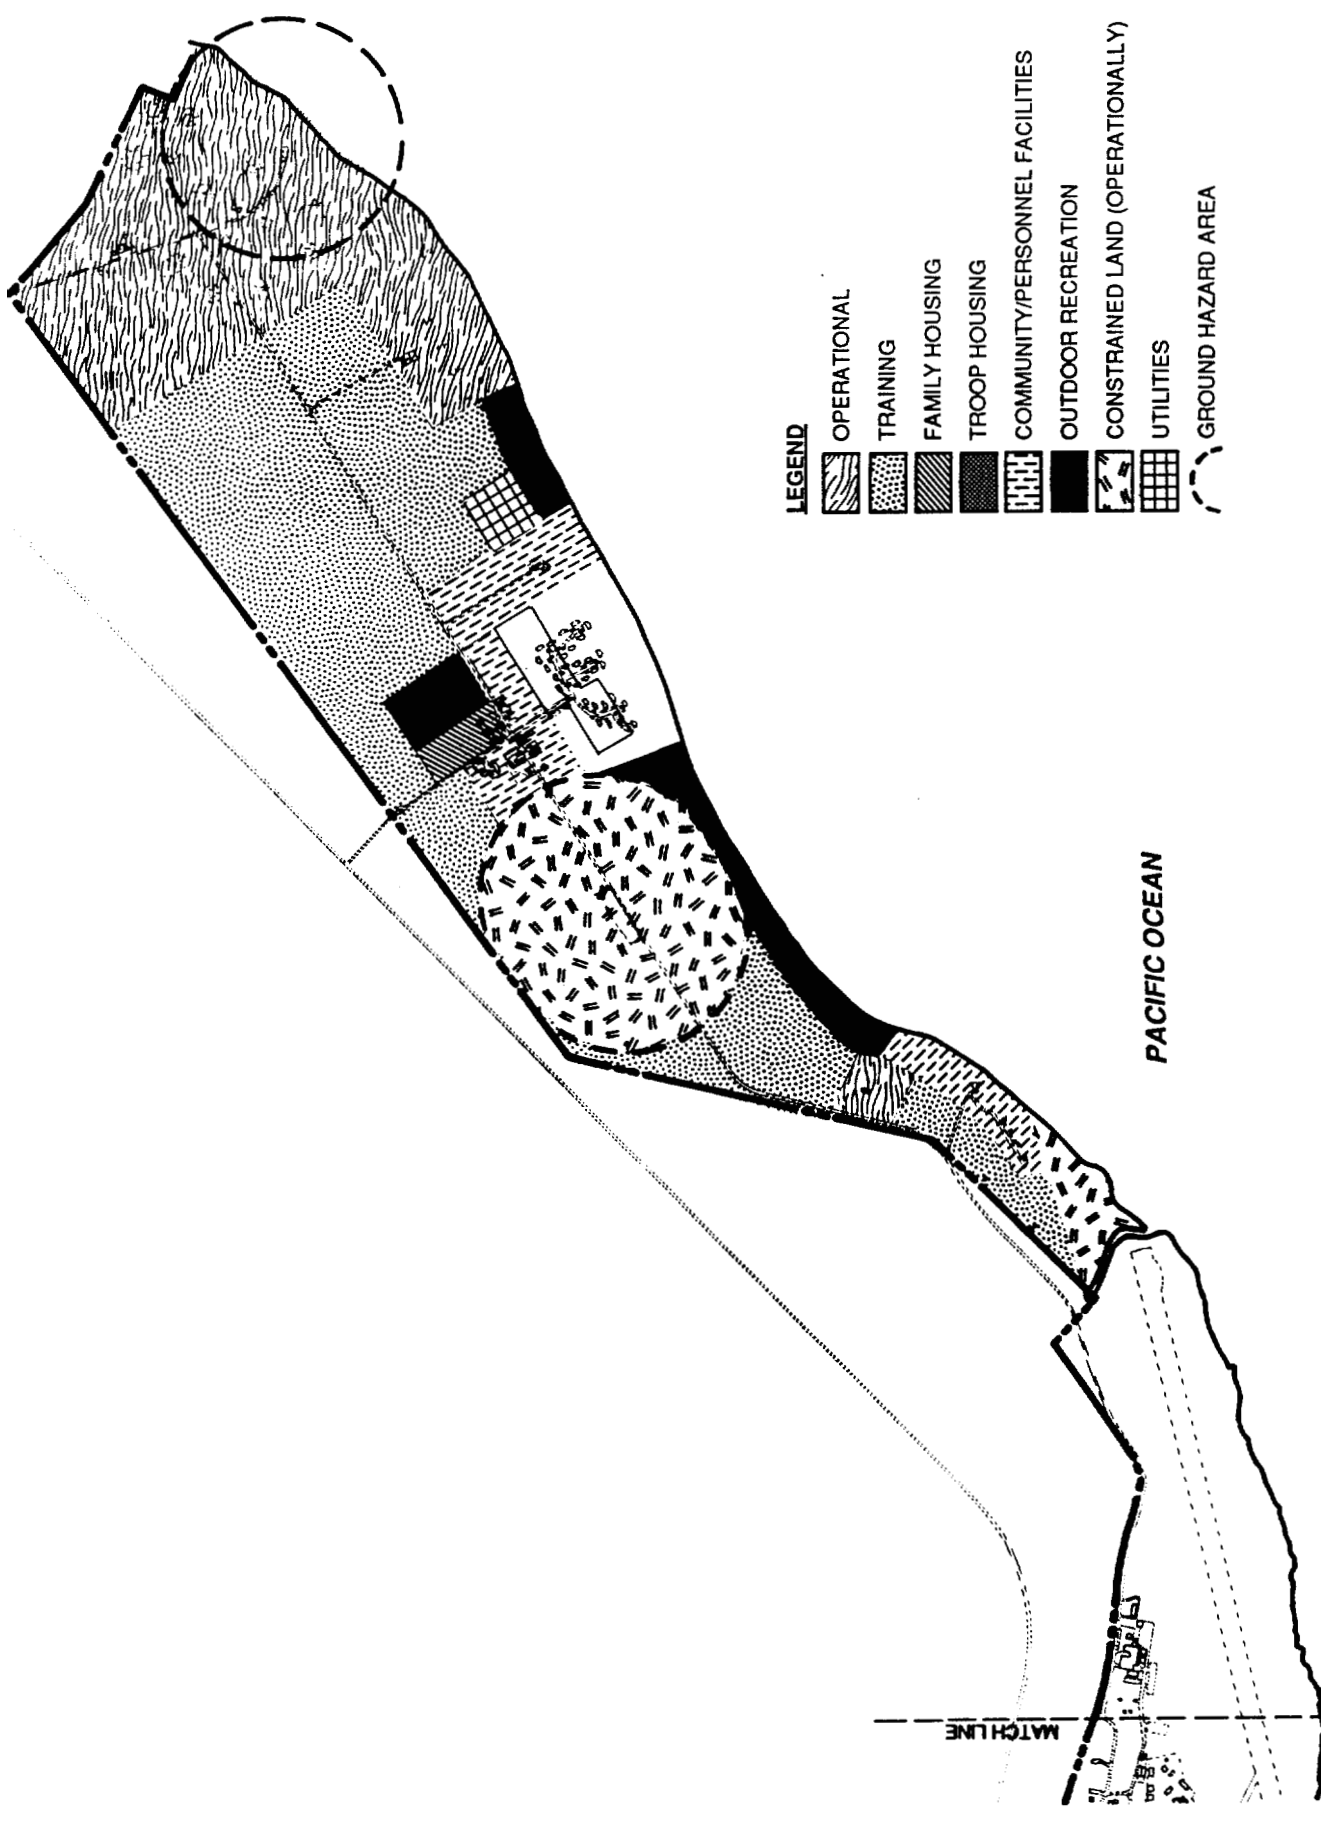 LEGEND
OPERATIONAL
TRAINING
FAMILY HOUSING
TROOP HOUSING
COMMUNITY/PERSONNEL FACILITIES
OUTDOOR RECREATION
CONSTRAINED LAND (OPERATIONALLY)
UTILITIES
GROUND HAZARD AREA
PACIFIC OCEAN
MATCH LINE